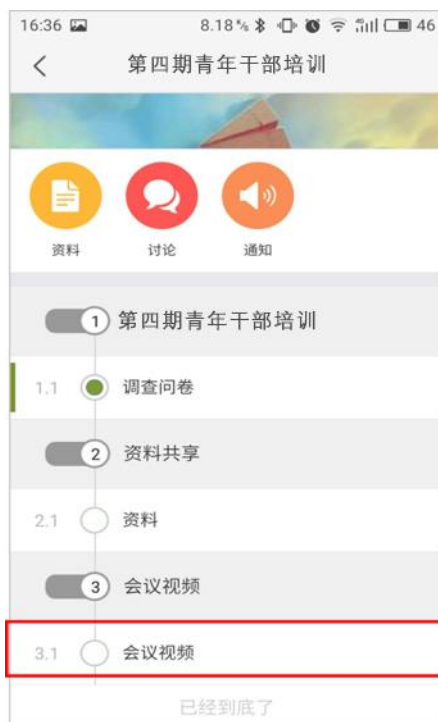 16:36 8.18 ᴷ/s 46
第四期青年干部培训
资料 讨论 通知
1 第四期青年干部培训
1.1 调查问卷
2 资料共享
2.1 资料
3 会议视频
3.1 会议视频
已经到底了